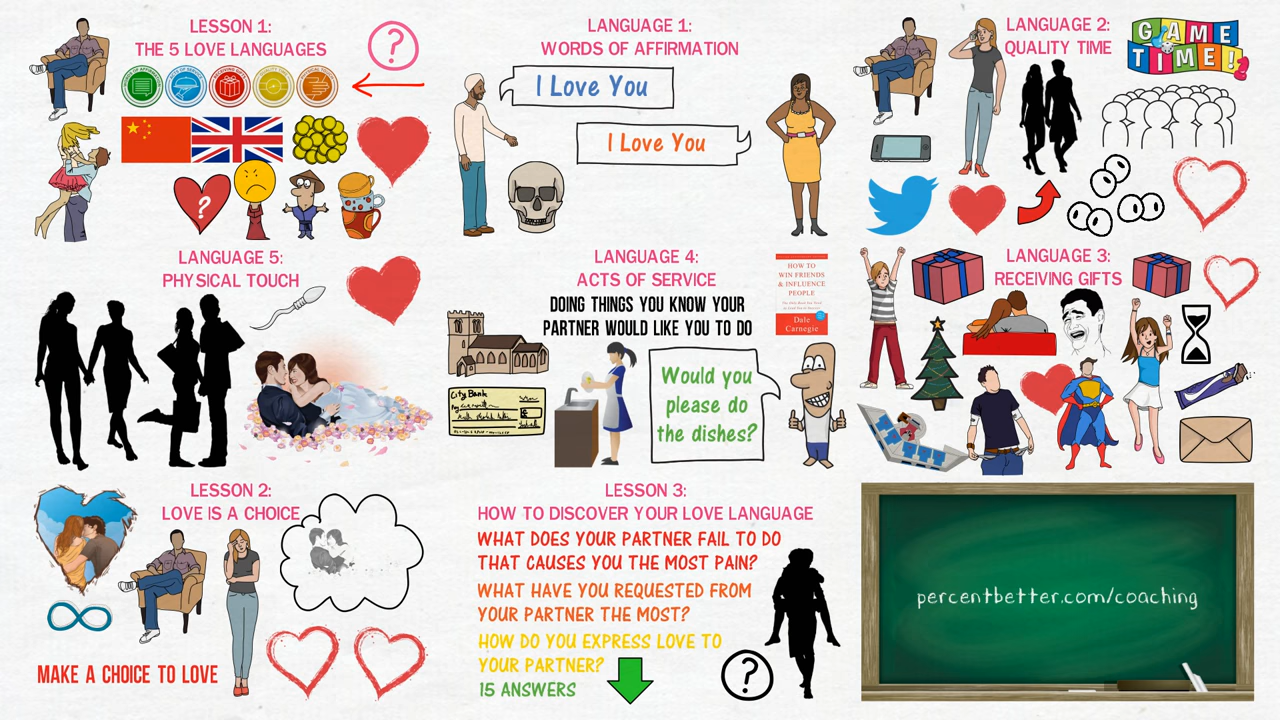 LESSON 1:
THE 5 LOVE LANGUAGES
?
?
LANGUAGE 1:
WORDS OF AFFIRMATION
I Love You
I Love You
LANGUAGE 2:
QUALITY TIME
GAME
TIME!
LANGUAGE 5:
PHYSICAL TOUCH
LANGUAGE 4:
ACTS OF SERVICE
DOING THINGS YOU KNOW YOUR
PARTNER WOULD LIKE YOU TO DO
HOW TO
WIN FRIENDS
& INFLUENCE
PEOPLE
Dale
Carnegie
City Bank
Would you
please do
the dishes?
LANGUAGE 3:
RECEIVING GIFTS
LESSON 2:
LOVE IS A CHOICE
MAKE A CHOICE TO LOVE
LESSON 3:
HOW TO DISCOVER YOUR LOVE LANGUAGE
WHAT DOES YOUR PARTNER FAIL TO DO
THAT CAUSES YOU THE MOST PAIN?
WHAT HAVE YOU REQUESTED FROM
YOUR PARTNER THE MOST?
HOW DO YOU EXPRESS LOVE TO
YOUR PARTNER?
15 ANSWERS
?
percentbetter.com/coaching